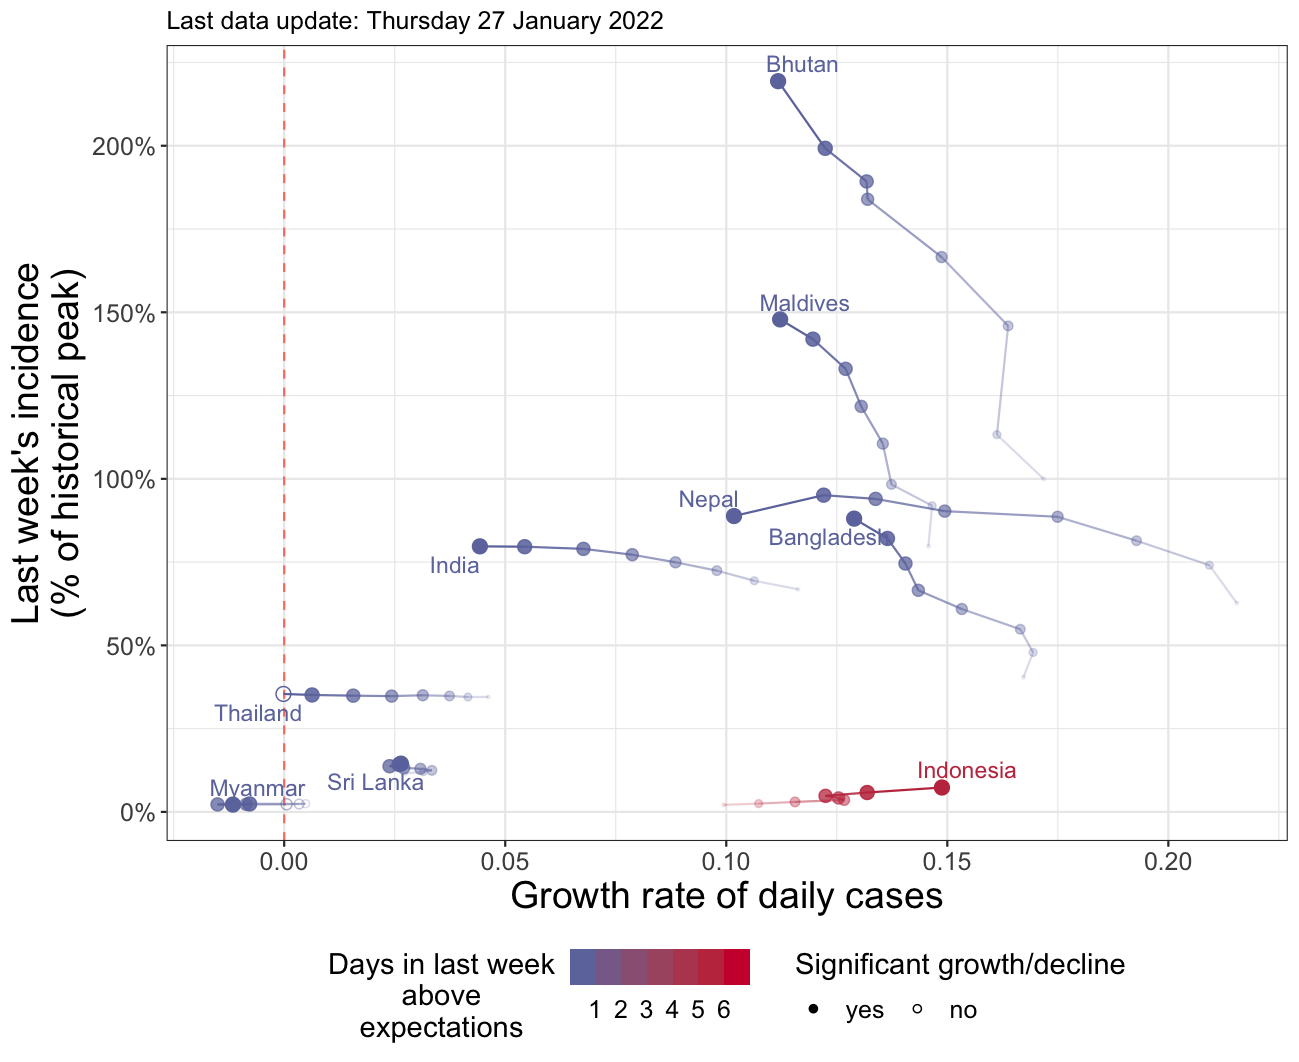 Last data update: Thursday 27 January 2022
Last week's incidence
(% of historical peak)
200%
150%
100%
50%
0%
Bhutan
Maldives
Nepal
Bangladesh
India
Thailand
Myanmar
Sri Lanka
Indonesia
0.00 0.05 0.10 0.15 0.20
Growth rate of daily cases
Days in last week
above
expectations
1 2 3 4 5 6
Significant growth/decline
yes no